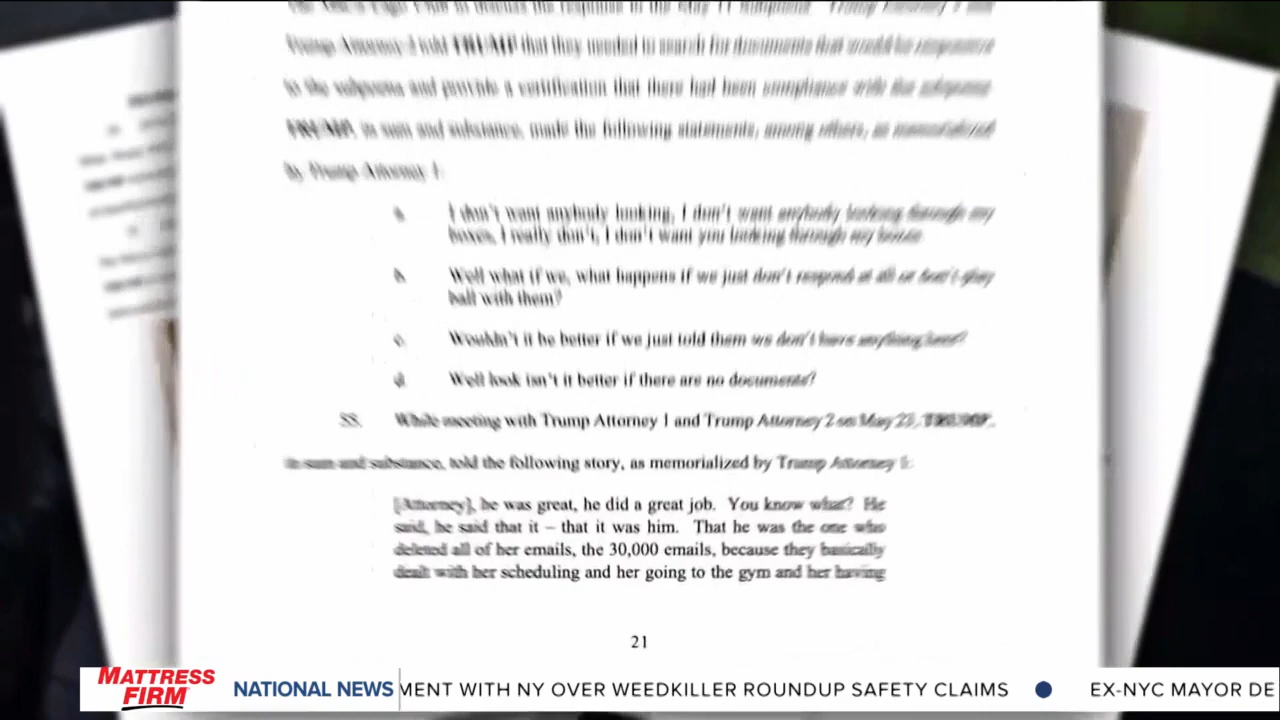 Trump Attorney 1 told TRUMP that they needed to search for documents that would be responsive
to the subpoena and provide a certification that there had been compliance with the subpoena.
TRUMP, in sum and substance, made the following statements, among others, as memorialized
by Trump Attorney 1:
a. I don't want anybody looking, I don't want anybody looking through my
boxes, I really don't, I don't want you looking through my boxes.
b. Well what if we, what happens if we just don't respond at all or don't play
ball with them?
c. Wouldn't it be better if we just told them we don't have anything here?
d. Well look isn't it better if there are no documents?
55. While meeting with Trump Attorney 1 and Trump Attorney 2 on May 23, TRUMP,
in sum and substance, told the following story, as memorialized by Trump Attorney 1:
[Attorney], he was great, he did a great job. You know what? He
said, he said that it – that it was him. That he was the one who
deleted all of her emails, the 30,000 emails, because they basically
dealt with her scheduling and her going to the gym and her having
21
MATTRESS
FIRM
NATIONAL NEWS MENT WITH NY OVER WEEDKILLER ROUNDUP SAFETY CLAIMS EX-NYC MAYOR DE